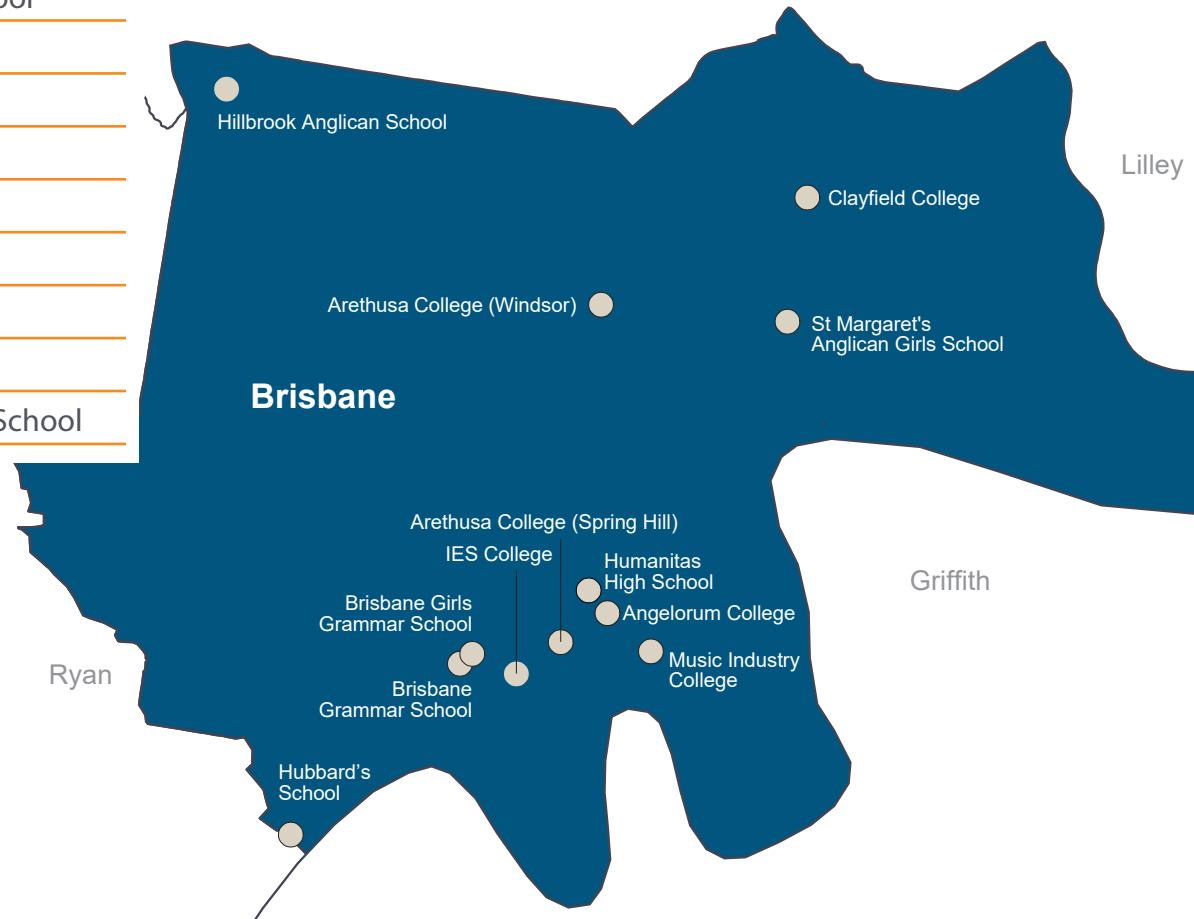 Hillbrook Anglican School
Lilley
Clayfield College
Arethusa College (Windsor)
St Margaret's
Anglican Girls School
Brisbane
School
Arethusa College (Spring Hill)
IES College
Humanitas
High School
Griffith
Brisbane Girls
Grammar School
Angelorum College
Ryan
Music Industry
College
Brisbane
Grammar School
Hubbard’s
School